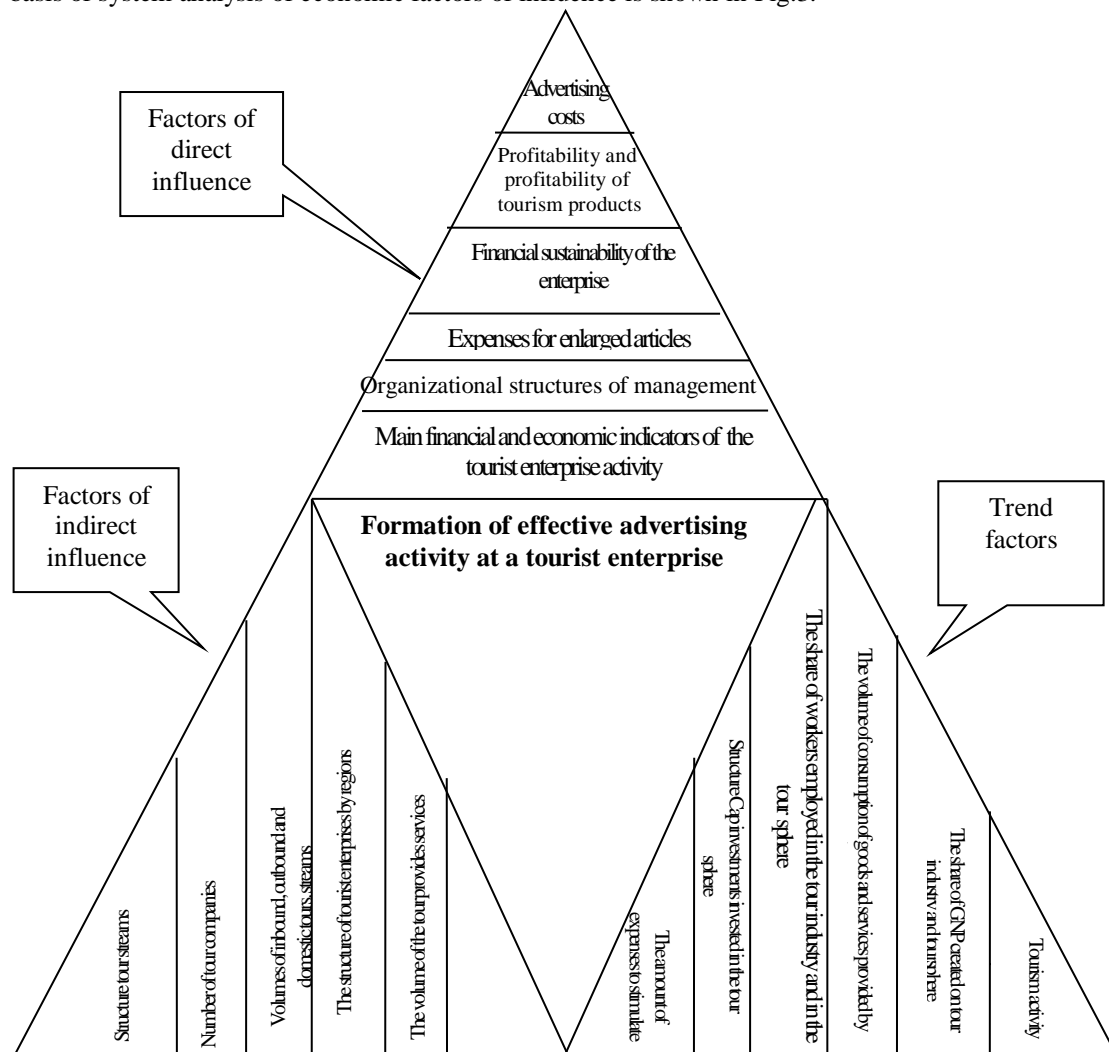 basis of system analysis of economic factors of influence is shown in Fig.3.
Advertising
costs
Factors of
direct
influence
Profitability and
profitability of
tourism products
Financial sustainability of the
enterprise
Expenses for enlarged articles
Organizational structures of management
Main financial and economic indicators of the
tourist enterprise activity
Factors of
indirect
influence
Formation of effective advertising
activity at a tourist enterprise
Trend
factors
Structure tour streams
Number of tour companies
Volumes of inbound, outbound and
domestic tours. streams
The structure of tourist enterprises by regions
The volume of the tour provides services
The amount of
expenses to stimulate
Structure Cap investments invested in the tour
sphere
The share of workers employed in the tour industry and in the
tour sphere
The volume of consumption of goods and services provided by
The share of GNP created on tour
industry and tour sphere
Tourism activity